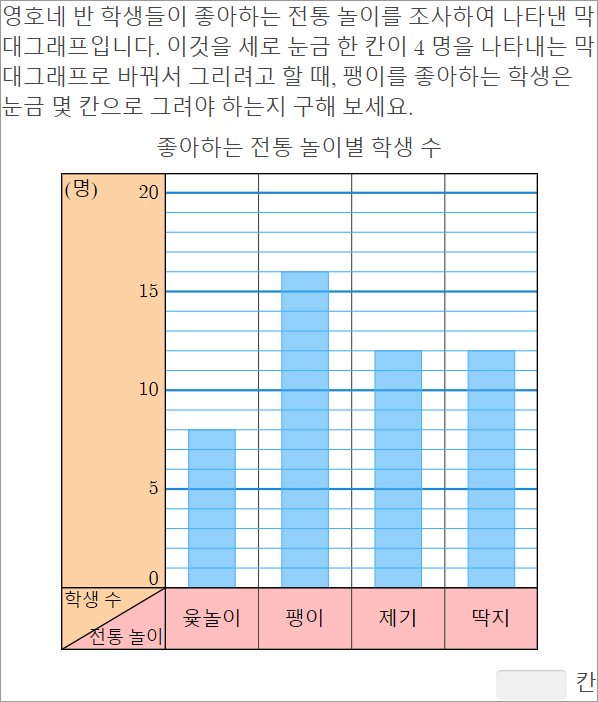 영호네 반 학생들이 좋아하는 전통 놀이를 조사하여 나타낸 막
대그래프입니다. 이것을 세로 눈금 한 칸이 4 명을 나타내는 막
대그래프로 바꿔서 그리려고 할 때, 팽이를 좋아하는 학생은
눈금 몇 칸으로 그려야 하는지 구해 보세요.
좋아하는 전통 놀이별 학생 수
(명)
20
15
10
5
0
학생 수
전통 놀이
윷놀이
팽이
제기
딱지
칸